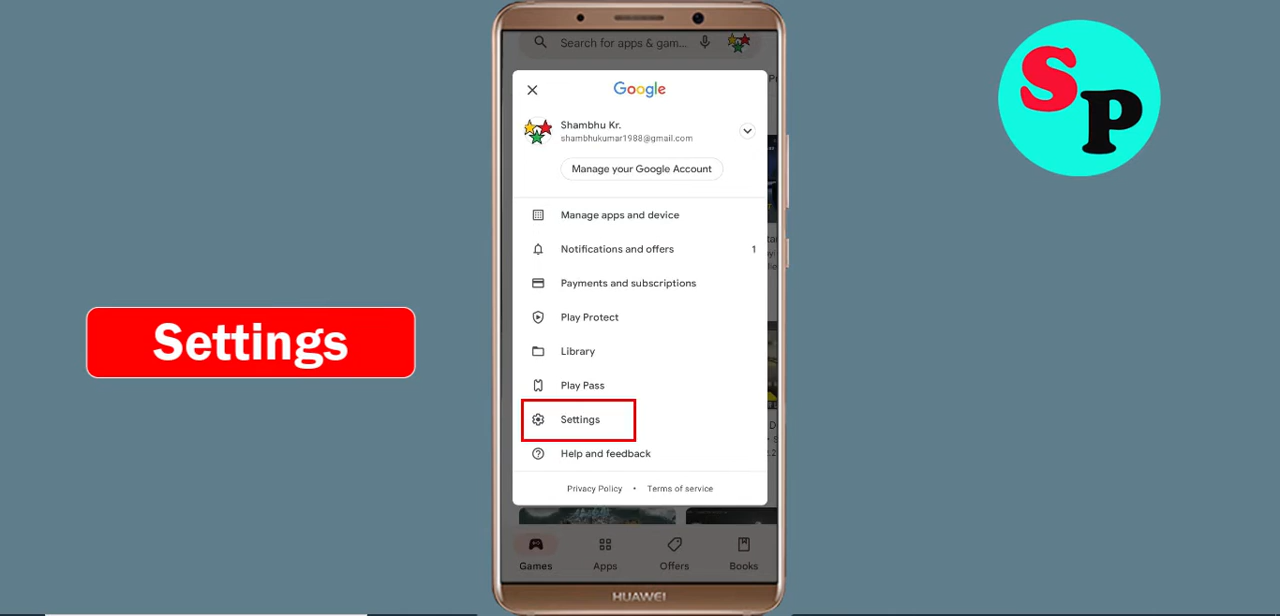 Search for apps & gam...
Google
Shambhu Kr.
shambhukumar1988@gmail.com
Manage your Google Account
Manage apps and device
Notifications and offers 1
Payments and subscriptions
Play Protect
Library
Play Pass
Settings
Help and feedback
Privacy Policy • Terms of service
Games Apps Offers Books
HUAWEI
Settings
SP